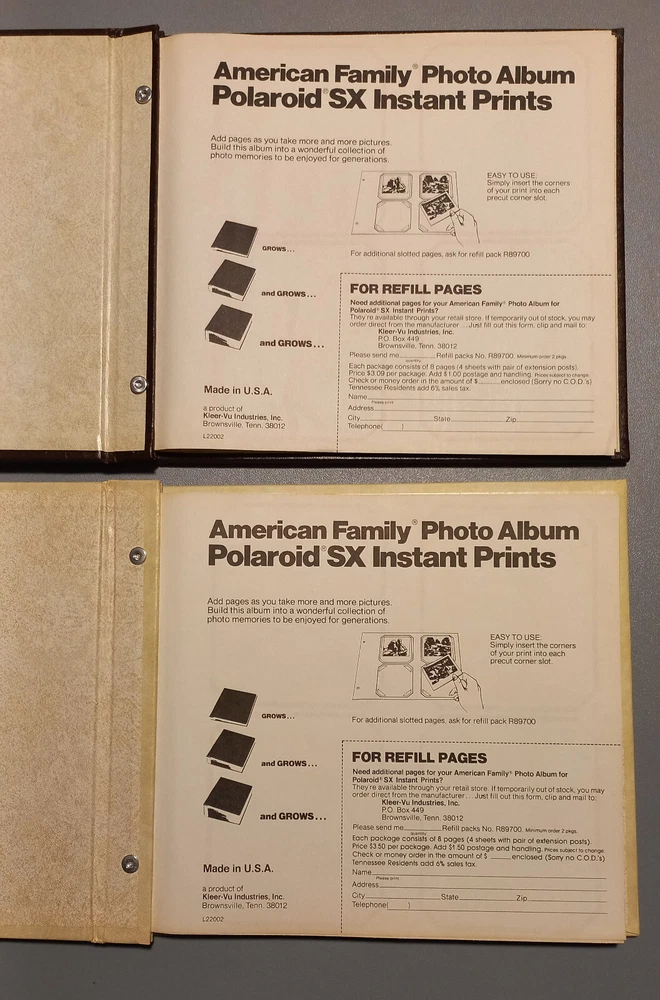 American Family® Photo Album
Polaroid® SX Instant Prints
Add pages as you take more and more pictures.
Build this album into a wonderful collection of
photo memories to be enjoyed for generations.
EASY TO USE:
Simply insert the corners
of your print into each
precut corner slot.
GROWS...
For additional slotted pages, ask for refill pack R89700
and GROWS...
and GROWS...
FOR REFILL PAGES
Need additional pages for your American Family® Photo Album for
Polaroid® SX Instant Prints?
They're available through your retail store. If temporarily out of stock, you may
order direct from the manufacturer... Just fill out this form, clip and mail to:
Kleer-Vu Industries, Inc.
P.O. Box 449
Brownsville, Tenn. 38012
Please send me________Refill packs No. R89700. Minimum order 2 pkgs.
quantity
Each package consists of 8 pages (4 sheets with pair of extension posts).
Price $3.09 per package. Add $1.00 postage and handling. Prices subject to change.
Check or money order in the amount of $______enclosed (Sorry no C.O.D.'s)
Tennessee Residents add 6% sales tax.
Name
Please print
Address
City State Zip
Telephone( )
Made in U.S.A.
a product of
Kleer-Vu Industries, Inc.
Brownsville, Tenn. 38012
L22002
American Family® Photo Album
Polaroid® SX Instant Prints
Add pages as you take more and more pictures.
Build this album into a wonderful collection of
photo memories to be enjoyed for generations.
EASY TO USE:
Simply insert the corners
of your print into each
precut corner slot.
GROWS...
For additional slotted pages, ask for refill pack R89700
and GROWS...
and GROWS...
FOR REFILL PAGES
Need additional pages for your American Family® Photo Album for
Polaroid® SX Instant Prints?
They're available through your retail store. If temporarily out of stock, you may
order direct from the manufacturer... Just fill out this form, clip and mail to:
Kleer-Vu Industries, Inc.
P.O. Box 449
Brownsville, Tenn. 38012
Please send me________Refill packs No. R89700. Minimum order 2 pkgs.
quantity
Each package consists of 8 pages (4 sheets with pair of extension posts).
Price $3.50 per package. Add $1.50 postage and handling. Prices subject to change.
Check or money order in the amount of $______enclosed (Sorry no C.O.D.'s)
Tennessee Residents add 6% sales tax.
Name
Please print
Address
City State Zip
Telephone( )
Made in U.S.A.
a product of
Kleer-Vu Industries, Inc.
Brownsville, Tenn. 38012
L22002